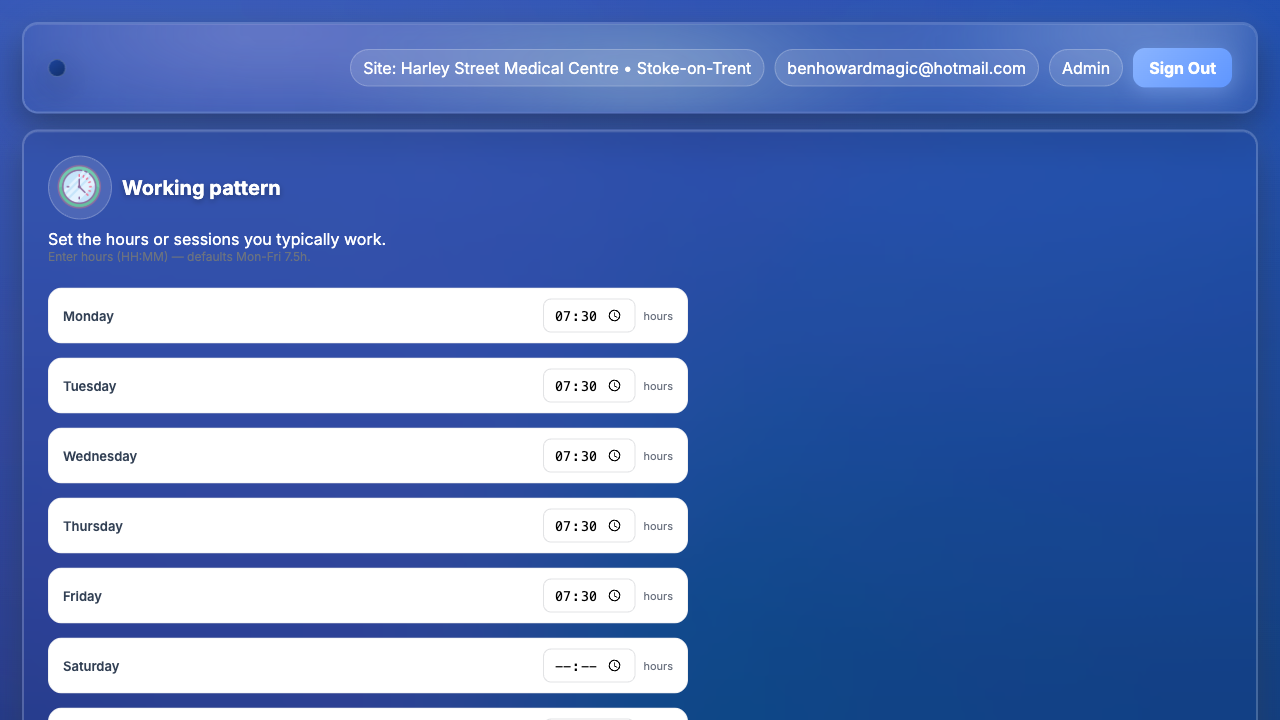 Site: Harley Street Medical Centre • Stoke-on-Trent
benhowardmagic@hotmail.com
Admin
Sign Out
Working pattern
Set the hours or sessions you typically work.
Enter hours (HH:MM) — defaults Mon-Fri 7.5h.
Monday 07:30 hours
Tuesday 07:30 hours
Wednesday 07:30 hours
Thursday 07:30 hours
Friday 07:30 hours
Saturday --:-- hours